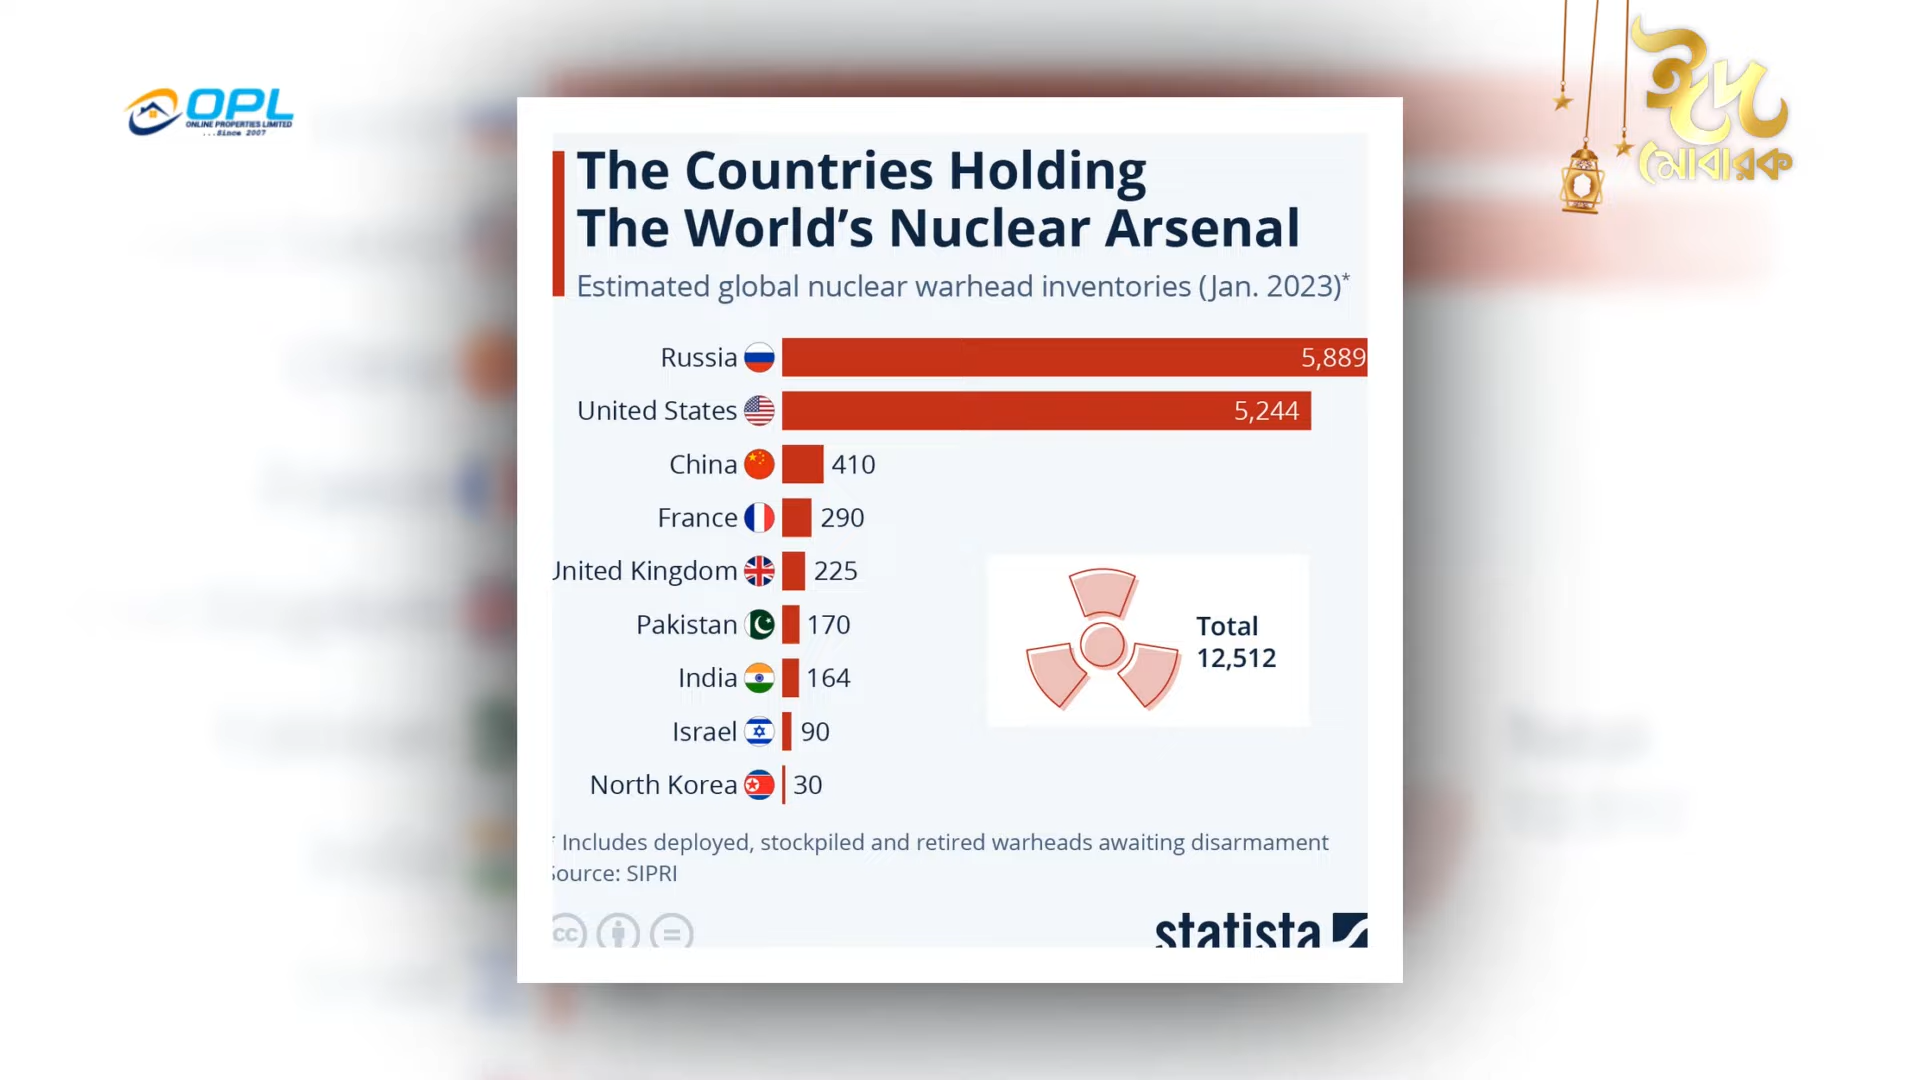 OPL
ONLINE PROPERTIES LIMITED
...Since 2007
ঈদ
মোবারক
The Countries Holding
The World’s Nuclear Arsenal
Estimated global nuclear warhead inventories (Jan. 2023)*
Russia 5,889
United States 5,244
China 410
France 290
United Kingdom 225
Pakistan 170
India 164
Israel 90
North Korea 30
Total
12,512
* Includes deployed, stockpiled and retired warheads awaiting disarmament
Source: SIPRI
cc
statista